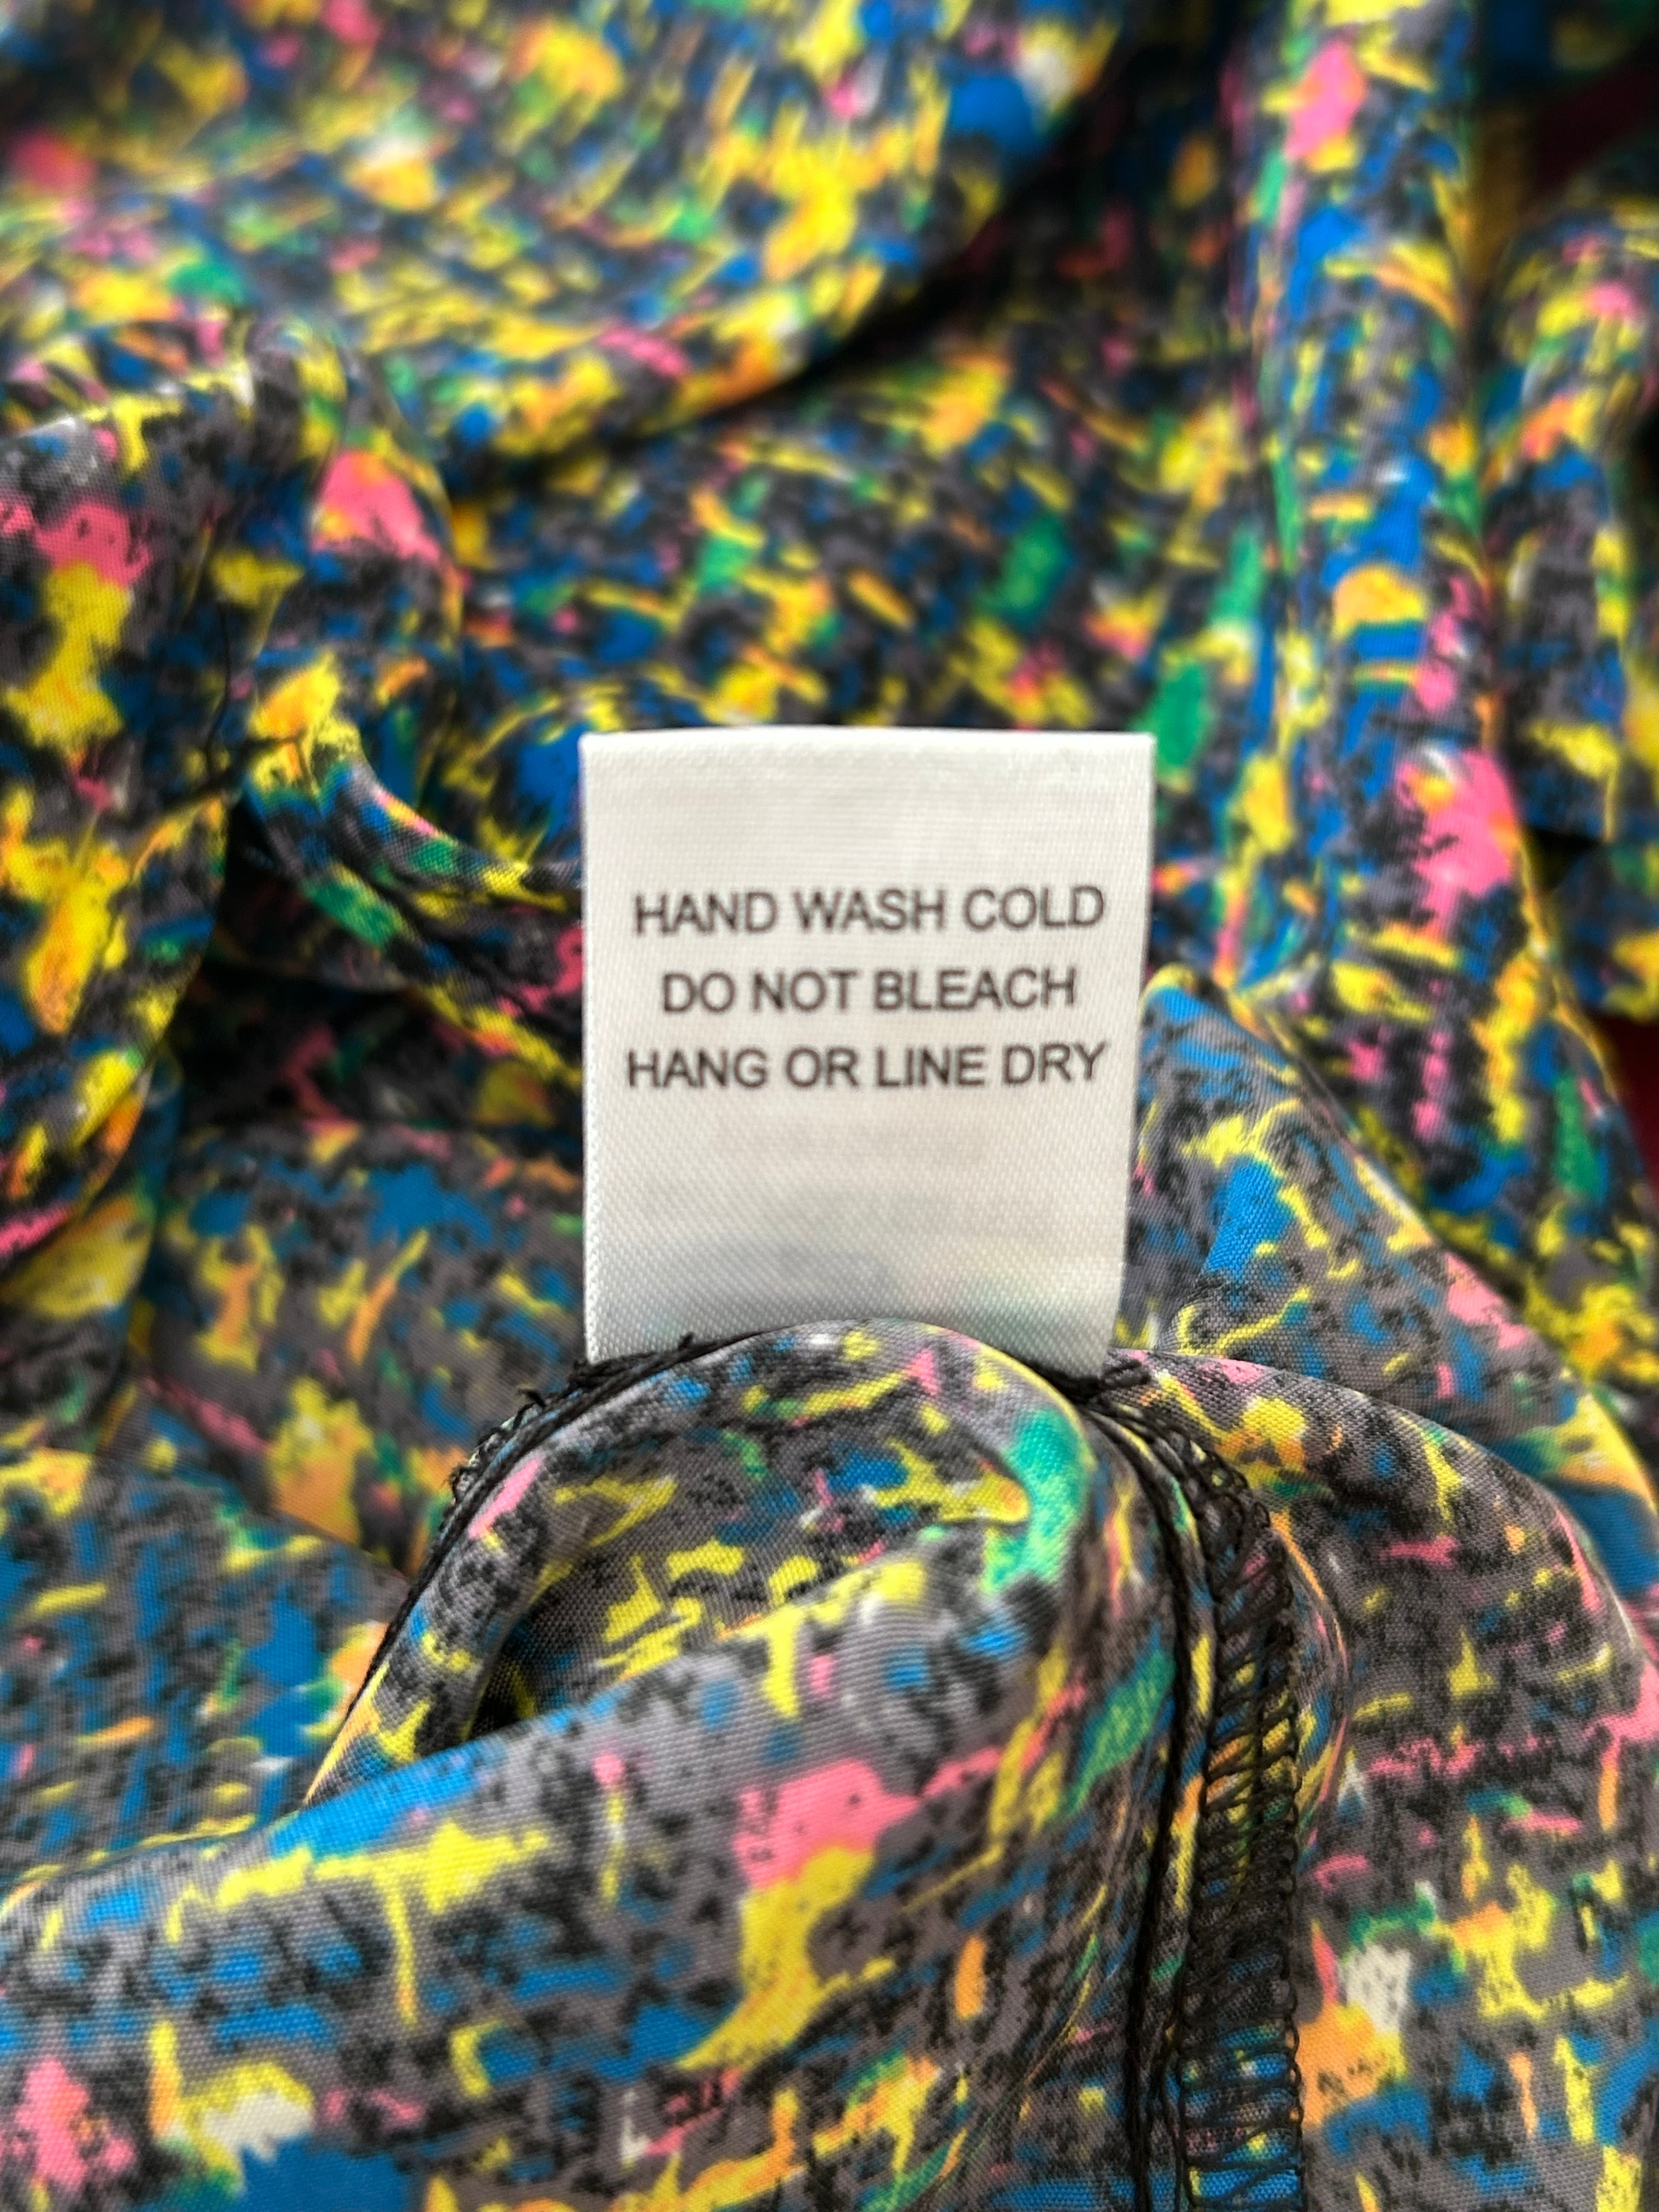 HAND WASH COLD
DO NOT BLEACH
HANG OR LINE DRY